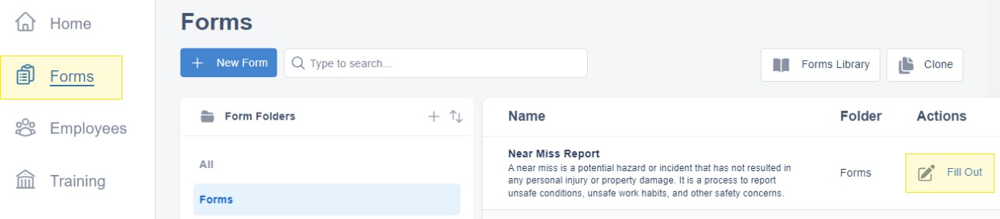 Home
Forms
Employees
Training
Forms
+ New Form
Type to search...
Forms Library
Clone
Form Folders
All
Forms
Name Folder Actions
Near Miss Report
A near miss is a potential hazard or incident that has not resulted in
any personal injury or property damage. It is a process to report
unsafe conditions, unsafe work habits, and other safety concerns.
Forms
Fill Out